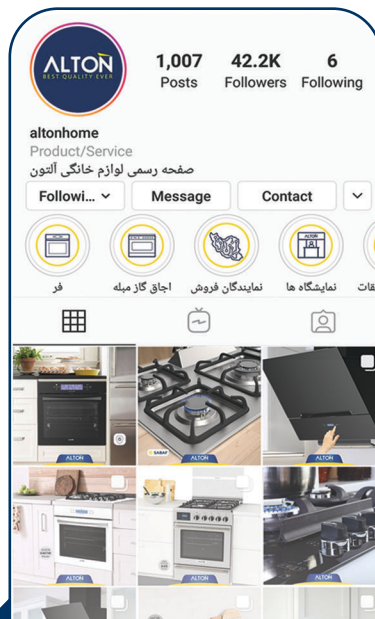 ALTON
BEST QUALITY EVER
1,007 42.2K 6
Posts Followers Following
altonhome
Product/Service
صفحه رسمی لوازم خانگی آلتون
Followi... Message Contact
فر اجاق گاز مبله نمایندگان فروش نمایشگاه ها
ALTON SABAF ALTON ALTON
ALTON ALTON ALTON